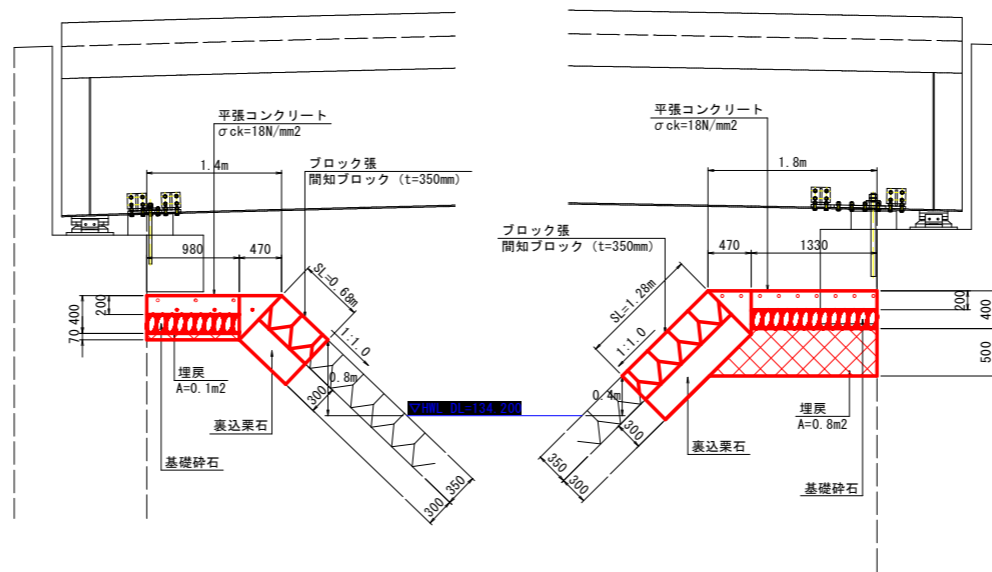 平張コンクリート
σck=18N/mm2
1.4m
ブロック張
間知ブロック (t=350mm)
980
470
SL=0.68m
200
400
70
1:1.0
0.8m
埋戻
A=0.1m2
300
裏込栗石
基礎砕石
▽HWL DL=134.200
300
350
平張コンクリート
σck=18N/mm2
1.8m
ブロック張
間知ブロック (t=350mm)
470
1330
SL=1.28m
200
400
1:1.0
500
0.4m
埋戻
A=0.8m2
300
裏込栗石
350
300
基礎砕石